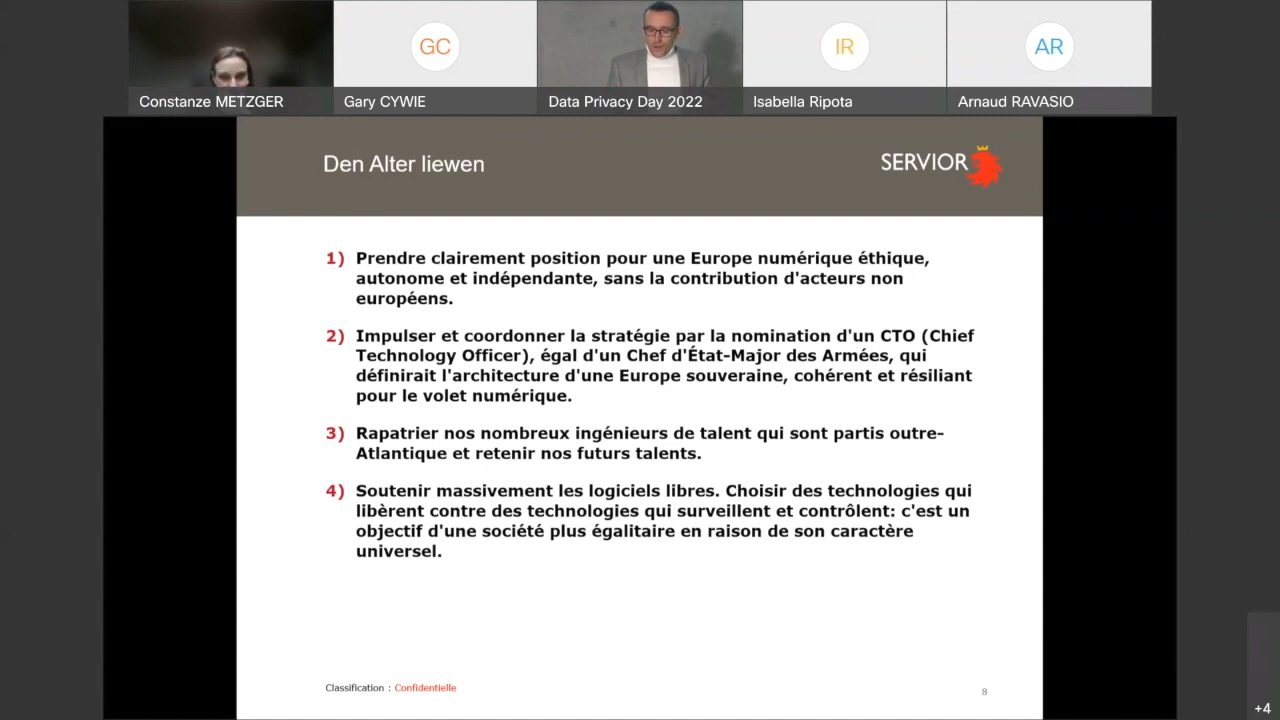 GC
IR
AR
Constanze METZGER
Gary CYWIE
Data Privacy Day 2022
Isabella Ripota
Arnaud RAVASIO
Den Alter liewen
SERVIOR
1) Prendre clairement position pour une Europe numérique éthique,
autonome et indépendante, sans la contribution d'acteurs non
européens.
2) Impulser et coordonner la stratégie par la nomination d'un CTO (Chief
Technology Officer), égal d'un Chef d'État-Major des Armées, qui
définirait l'architecture d'une Europe souveraine, cohérent et résiliant
pour le volet numérique.
3) Rapatrier nos nombreux ingénieurs de talent qui sont partis outre-
Atlantique et retenir nos futurs talents.
4) Soutenir massivement les logiciels libres. Choisir des technologies qui
libèrent contre des technologies qui surveillent et contrôlent: c'est un
objectif d'une société plus égalitaire en raison de son caractère
universel.
Classification : Confidentielle
8
+4